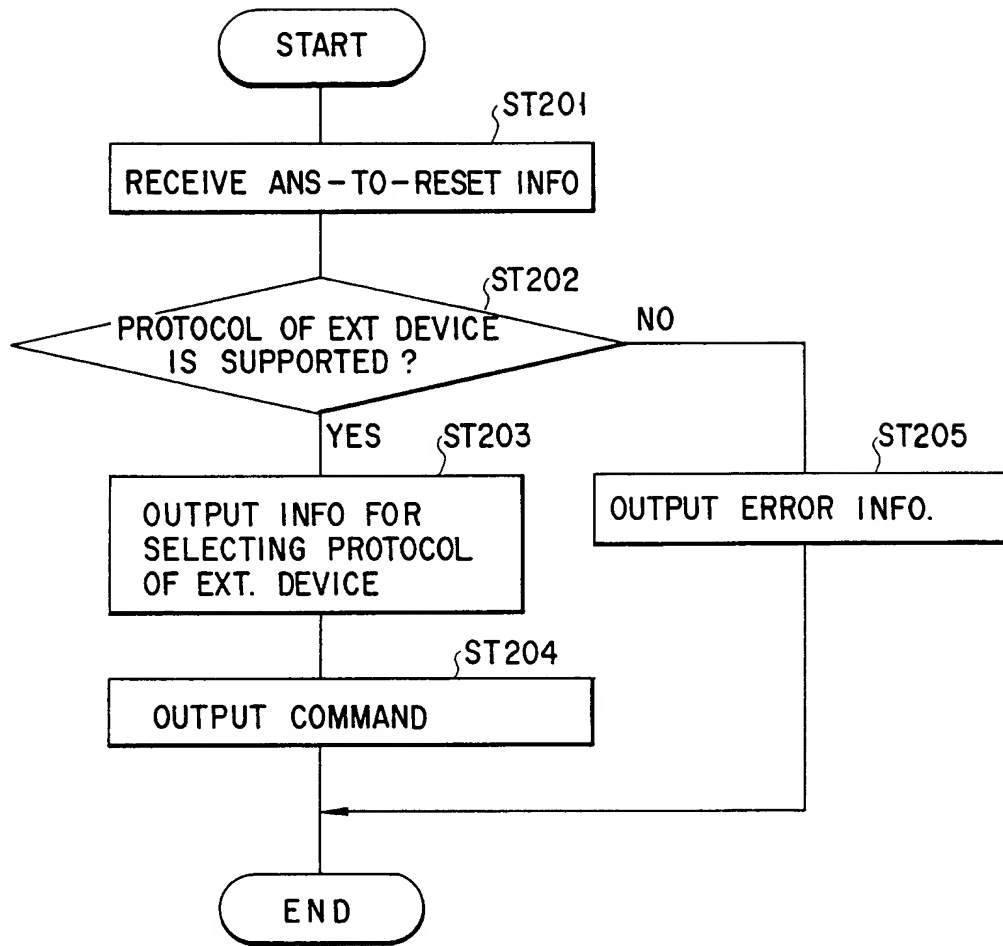 START
ST201
RECEIVE ANS-TO-RESET INFO
ST202
PROTOCOL OF EXT DEVICE
IS SUPPORTED?
NO
YES
ST203
OUTPUT INFO FOR
SELECTING PROTOCOL
OF EXT. DEVICE
ST205
OUTPUT ERROR INFO.
ST204
OUTPUT COMMAND
END